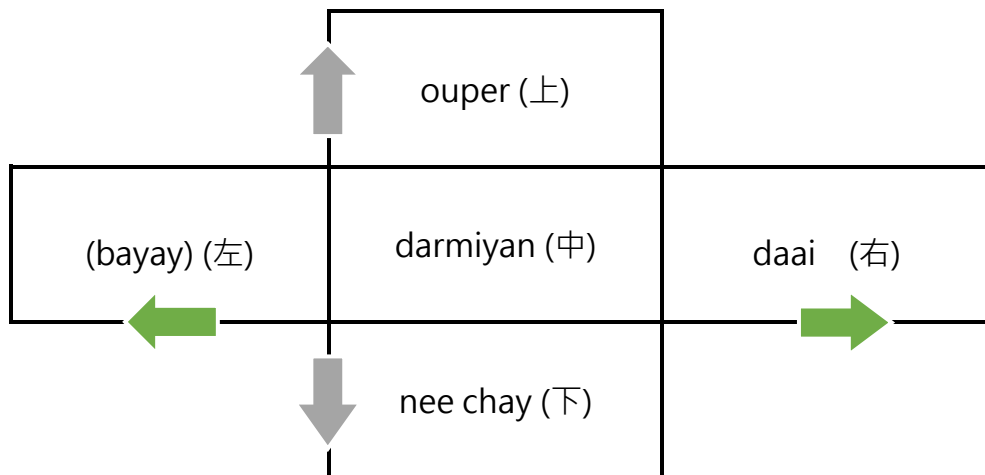 ouper (上)
(bayay) (左)
darmiyan (中)
daai (右)
nee chay (下)